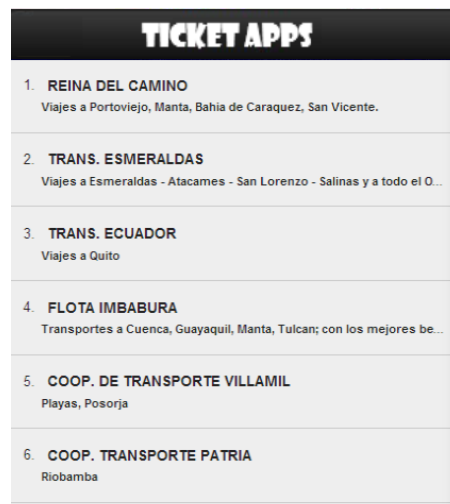 TICKET APPS
1. REINA DEL CAMINO
Viajes a Portoviejo, Manta, Bahia de Caraquez, San Vicente.
2. TRANS. ESMERALDAS
Viajes a Esmeraldas - Atacames - San Lorenzo - Salinas y a todo el O...
3. TRANS. ECUADOR
Viajes a Quito
4. FLOTA IMBABURA
Transportes a Cuenca, Guayaquil, Manta, Tulcan; con los mejores be...
5. COOP. DE TRANSPORTE VILLAMIL
Playas, Posorja
6. COOP. TRANSPORTE PATRIA
Riobamba